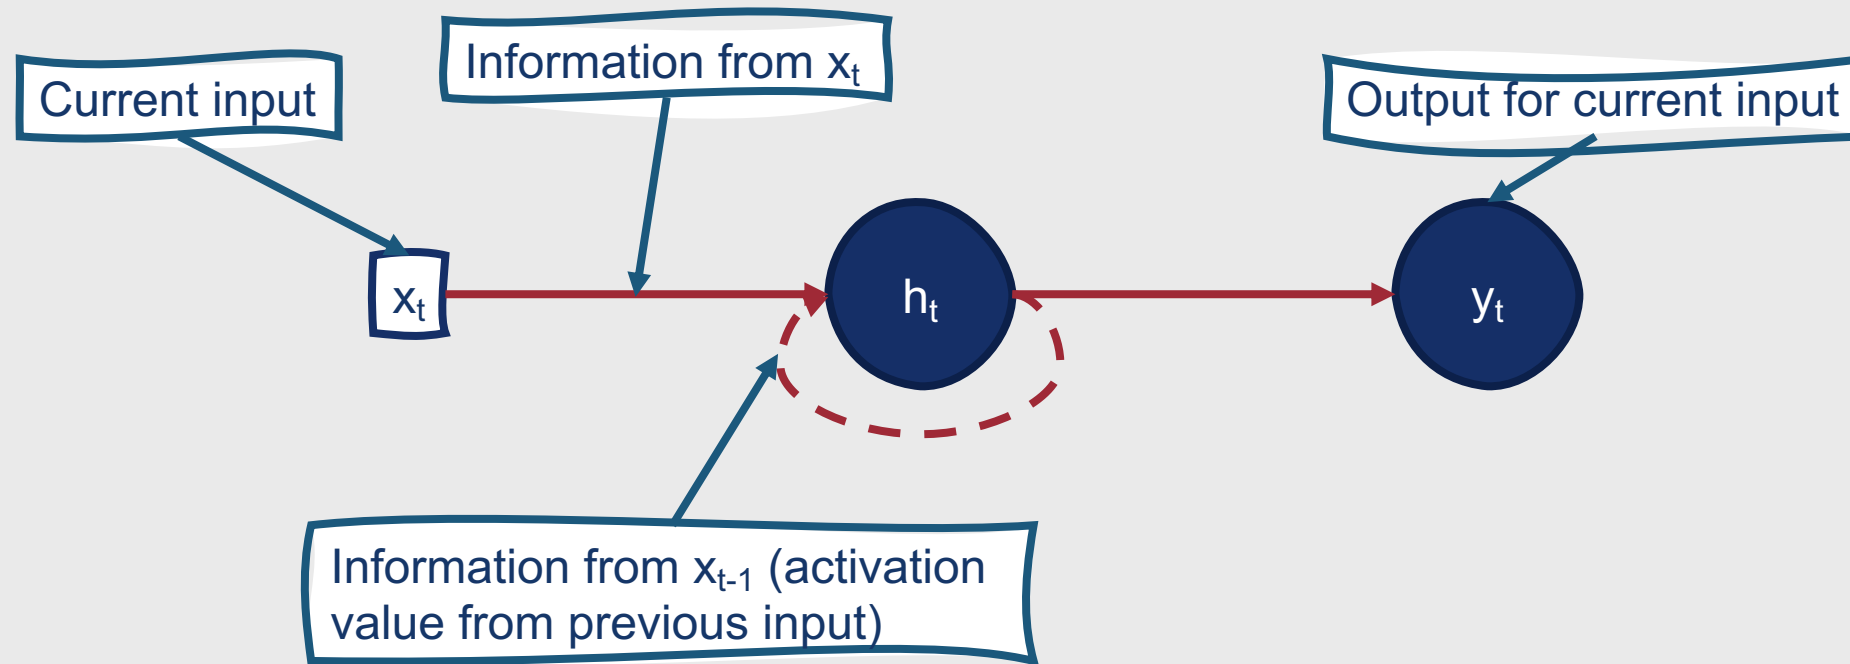 Current input
Information from xₜ
Output for current input
xₜ
hₜ
yₜ
Information from xₜ₋₁ (activation
value from previous input)